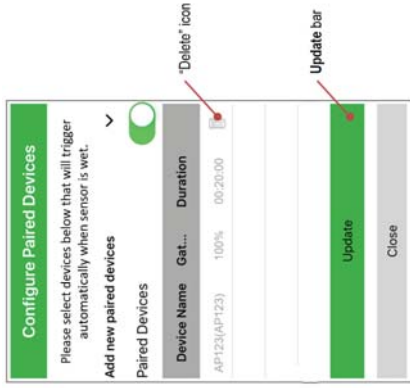 Configure Paired Devices
Please select devices below that will trigger
automatically when sensor is wet.
Add new paired devices
Paired Devices
Device Name Gat... Duration
AP123(AP123) 100% 00:20:00
Update
Close
"Delete" icon
Update bar